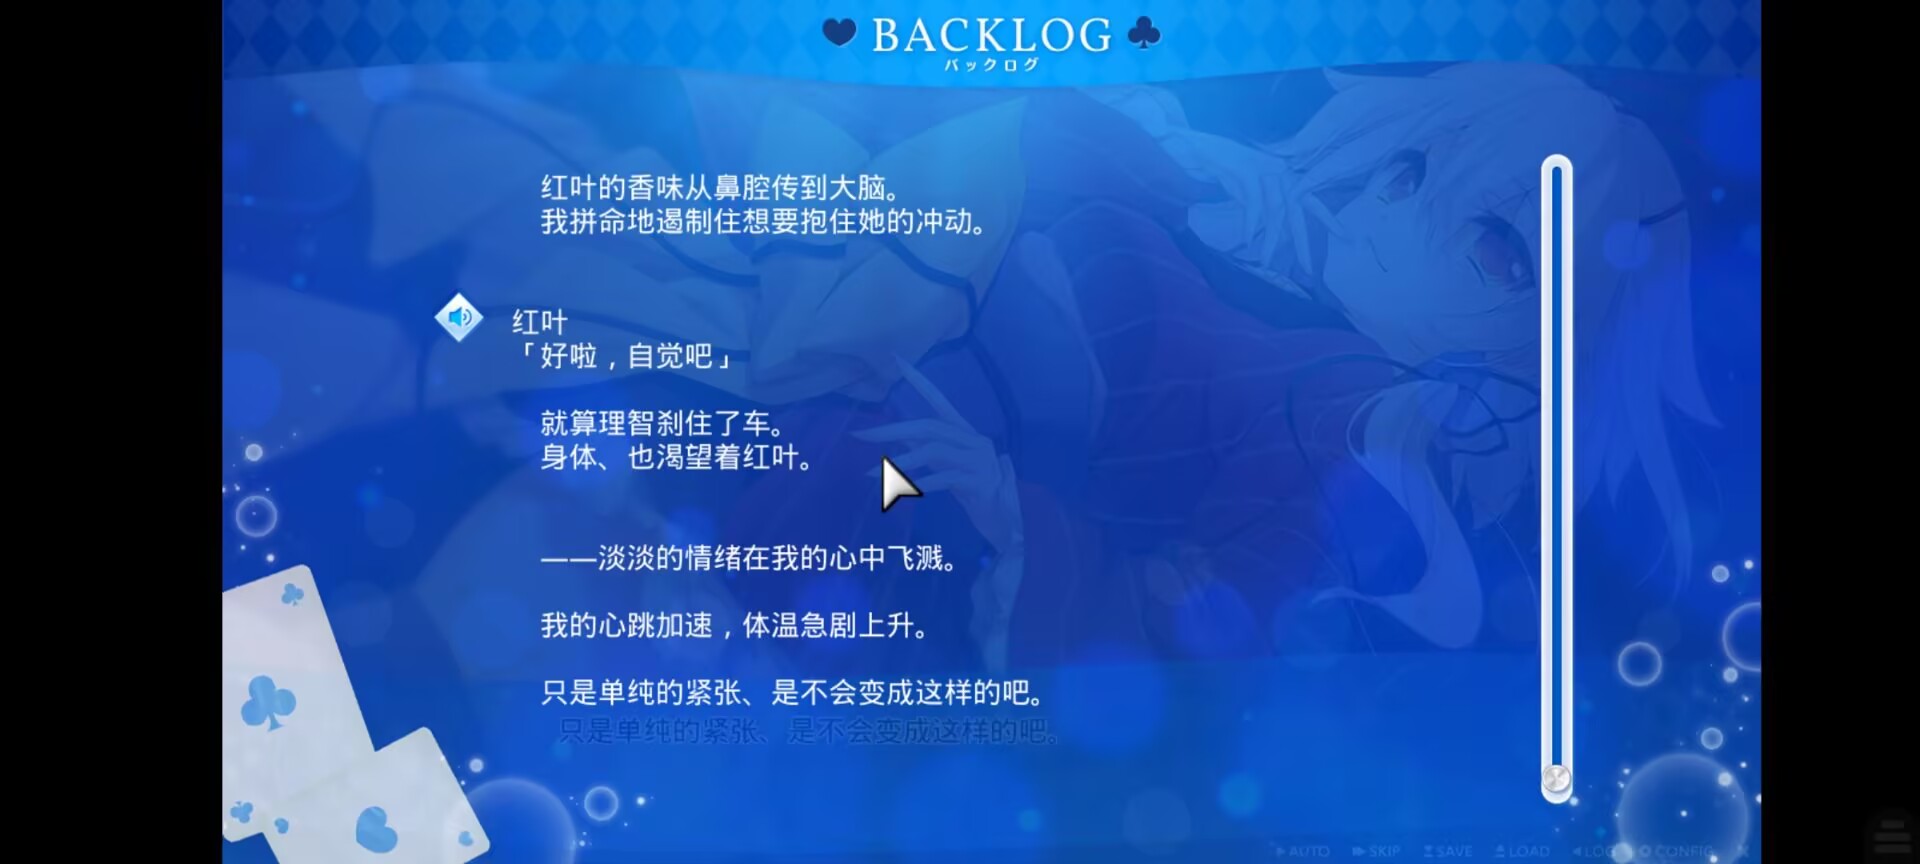 BACKLOG
バックログ
红叶的香味从鼻腔传到大脑。
我拼命地遏制住想要抱住她的冲动。
红叶
「好啦，自觉吧」
就算理智刹住了车。
身体、也渴望着红叶。
——淡淡的情绪在我的心中飞溅。
我的心跳加速，体温急剧上升。
只是单纯的紧张、是不会变成这样的吧。
只是单纯的紧张、是不会变成这样的吧。
AUTO SKIP SAVE LOAD LOG CONFIG